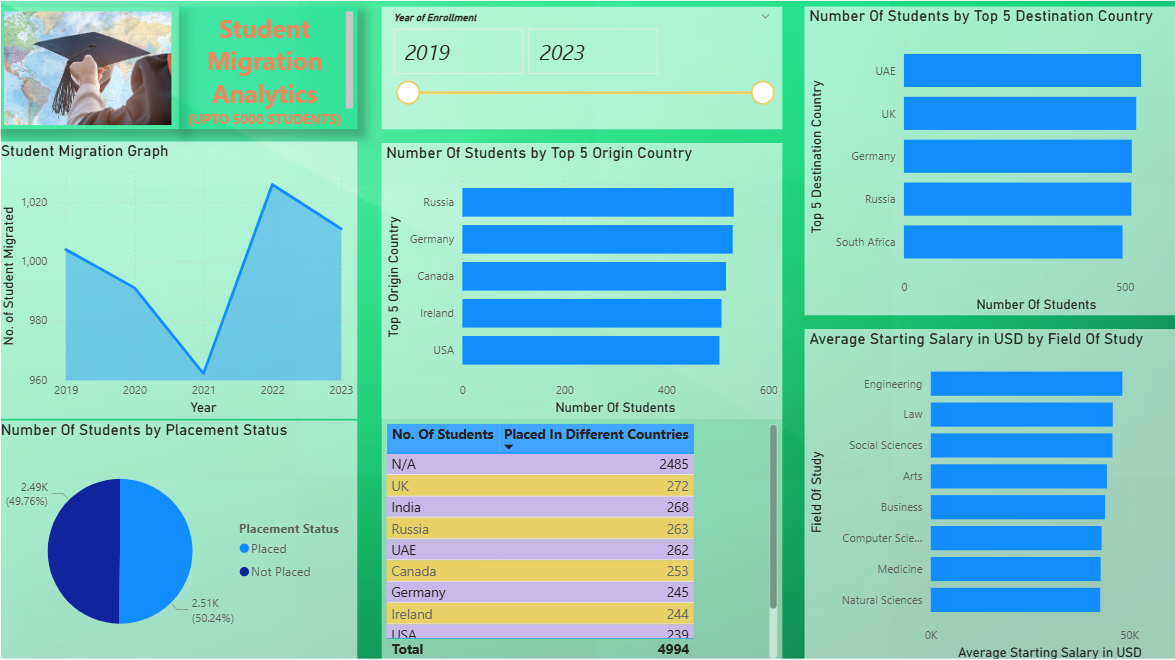 Student
Migration
Analytics
(UPTO 5000 STUDENTS)
Year of Enrollment
2019
2023
Student Migration Graph
No. of Student Migrated
1,020
1,000
980
960
2019 2020 2021 2022 2023
Year
Number Of Students by Placement Status
2.49K
(49.76%)
2.51K
(50.24%)
Placement Status
Placed
Not Placed
Number Of Students by Top 5 Origin Country
Top 5 Origin Country
Russia
Germany
Canada
Ireland
USA
0 200 400 600
Number Of Students
No. Of Students Placed In Different Countries
N/A 2485
UK 272
India 268
Russia 263
UAE 262
Canada 253
Germany 245
Ireland 244
USA 239
Total 4994
Number Of Students by Top 5 Destination Country
Top 5 Destination Country
UAE
UK
Germany
Russia
South Africa
0 500
Number Of Students
Average Starting Salary in USD by Field Of Study
Field Of Study
Engineering
Law
Social Sciences
Arts
Business
Computer Scie...
Medicine
Natural Sciences
0K 50K
Average Starting Salary in USD